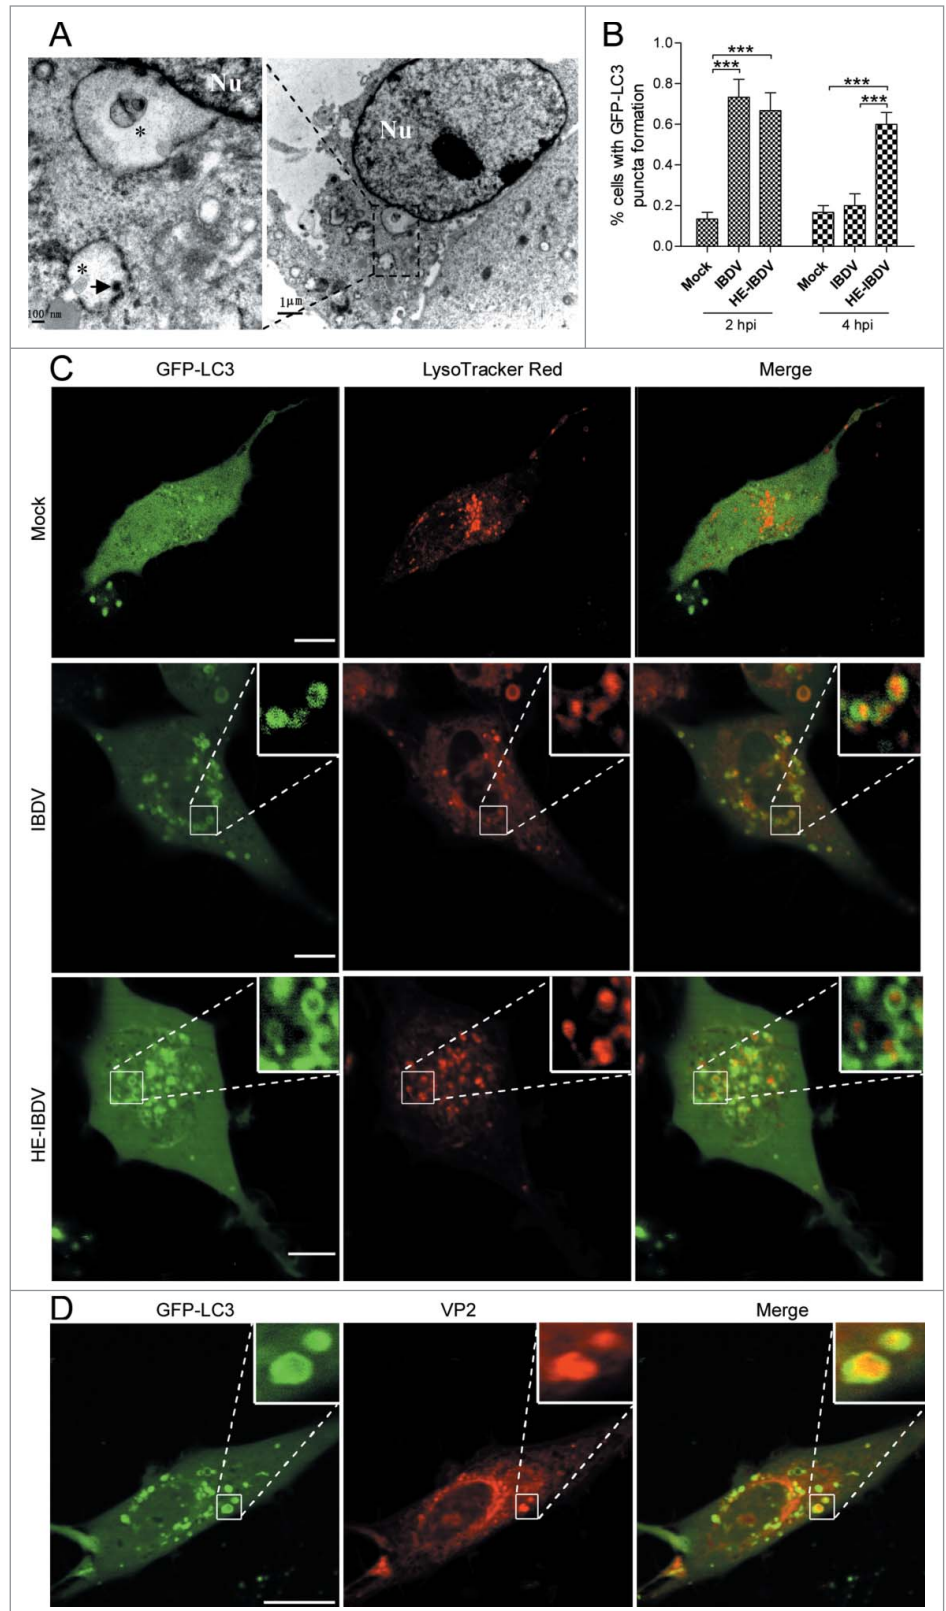 A
Nu
*
*
100 nm
Nu
1μm
B
% cells with GFP-LC3
puncta formation
1.0
0.8
0.6
0.4
0.2
0.0
***
***
***
***
Mock
IBDV
HE-IBDV
Mock
IBDV
HE-IBDV
2 hpi
4 hpi
C
GFP-LC3
LysoTracker Red
Merge
Mock
IBDV
HE-IBDV
D
GFP-LC3
VP2
Merge